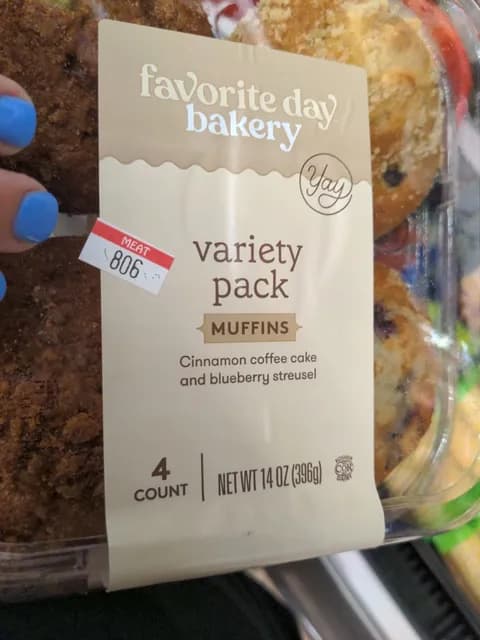 favorite day
bakery
Yay
MEAT
806
variety
pack
MUFFINS
Cinnamon coffee cake
and blueberry streusel
4
COUNT
NET WT 14 OZ (396g)
COR